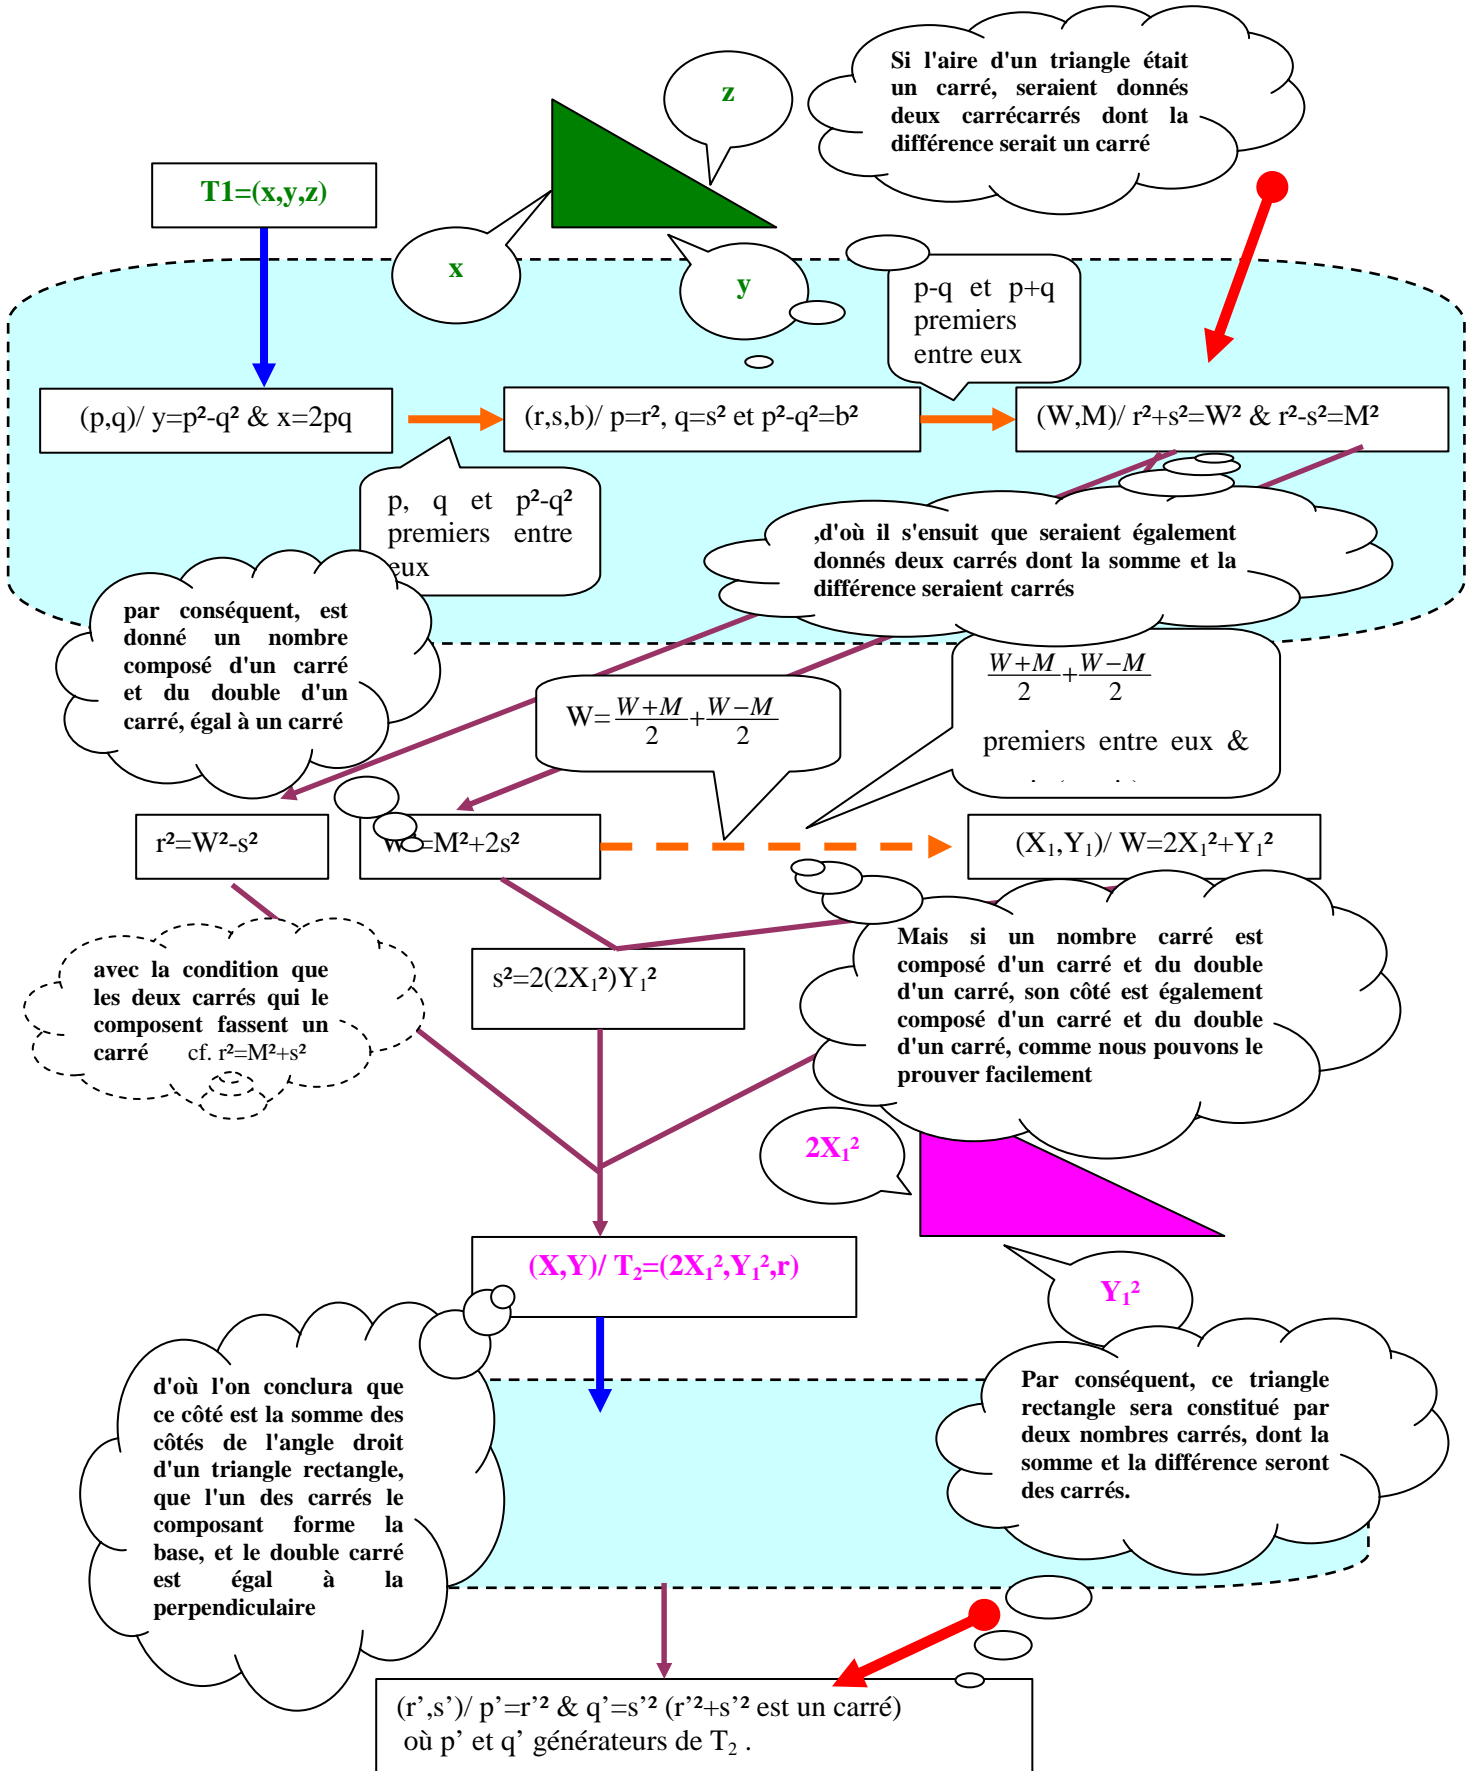 Si l'aire d'un triangle était
un carré, seraient donnés
deux carrécarrés dont la
différence serait un carré
z
T1=(x,y,z)
x
y
p-q et p+q
premiers
entre eux
(p,q)/ y=p²-q² & x=2pq
(r,s,b)/ p=r², q=s² et p²-q²=b²
(W,M)/ r²+s²=W² & r²-s²=M²
p, q et p²-q²
premiers entre
eux
,d'où il s'ensuit que seraient également
donnés deux carrés dont la somme et la
différence seraient carrés
par conséquent, est
donné un nombre
composé d'un carré
et du double d'un
carré, égal à un carré
W=\frac{W+M}{2}+\frac{W-M}{2}
\frac{W+M}{2}+\frac{W-M}{2}
premiers entre eux &
r²=W²-s²
W²=M²+2s²
(X₁,Y₁)/ W=2X₁²+Y₁²
avec la condition que
les deux carrés qui le
composent fassent un
carré cf. r²=M²+s²
s²=2(2X₁²)Y₁²
Mais si un nombre carré est
composé d'un carré et du double
d'un carré, son côté est également
composé d'un carré et du double
d'un carré, comme nous pouvons le
prouver facilement
2X₁²
(X,Y)/ T₂=(2X₁²,Y₁²,r)
Y₁²
d'où l'on conclura que
ce côté est la somme des
côtés de l'angle droit
d'un triangle rectangle,
que l'un des carrés le
composant forme la
base, et le double carré
est égal à la
perpendiculaire
Par conséquent, ce triangle
rectangle sera constitué par
deux nombres carrés, dont la
somme et la différence seront
des carrés.
(r’,s’)/ p’=r’² & q’=s’² (r’²+s’² est un carré)
où p’ et q’ générateurs de T₂ .